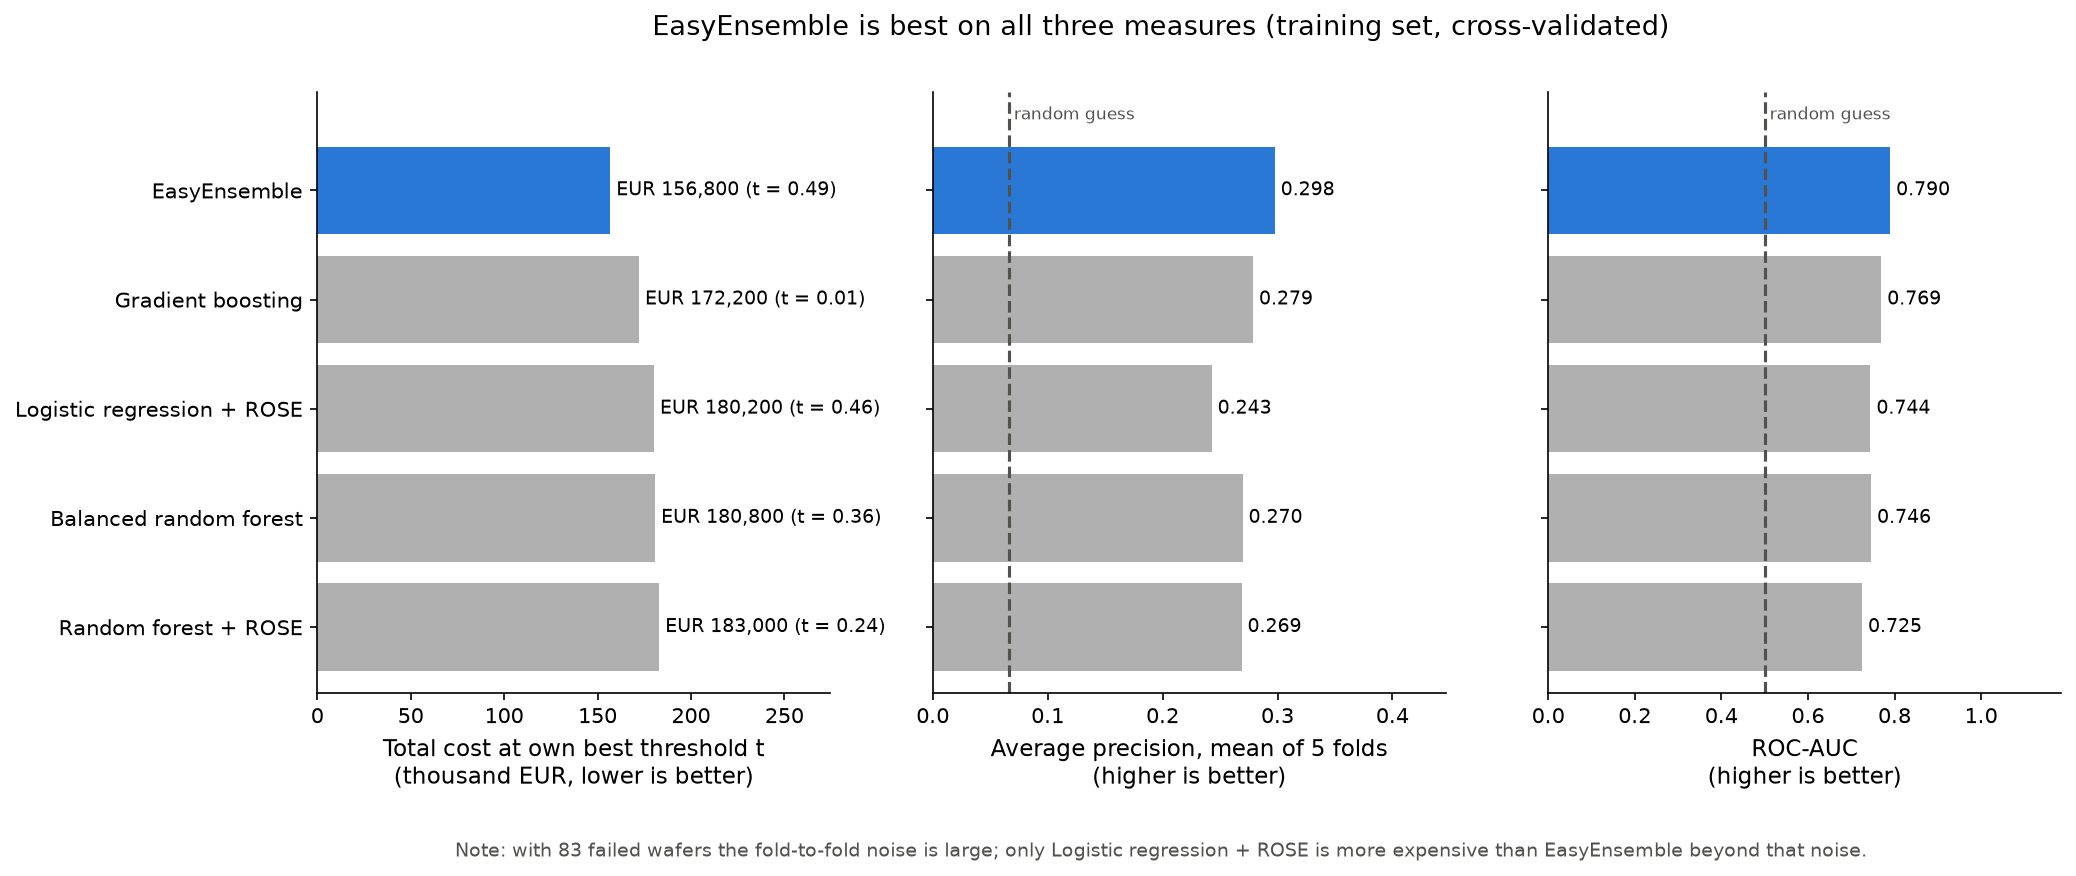 EasyEnsemble is best on all three measures (training set, cross-validated)
random guess
random guess
EasyEnsemble
EUR 156,800 (t = 0.49)
0.298
0.790
Gradient boosting
EUR 172,200 (t = 0.01)
0.279
0.769
Logistic regression + ROSE
EUR 180,200 (t = 0.46)
0.243
0.744
Balanced random forest
EUR 180,800 (t = 0.36)
0.270
0.746
Random forest + ROSE
EUR 183,000 (t = 0.24)
0.269
0.725
0 50 100 150 200 250
0.0 0.1 0.2 0.3 0.4
0.0 0.2 0.4 0.6 0.8 1.0
Total cost at own best threshold t
(thousand EUR, lower is better)
Average precision, mean of 5 folds
(higher is better)
ROC-AUC
(higher is better)
Note: with 83 failed wafers the fold-to-fold noise is large; only Logistic regression + ROSE is more expensive than EasyEnsemble beyond that noise.